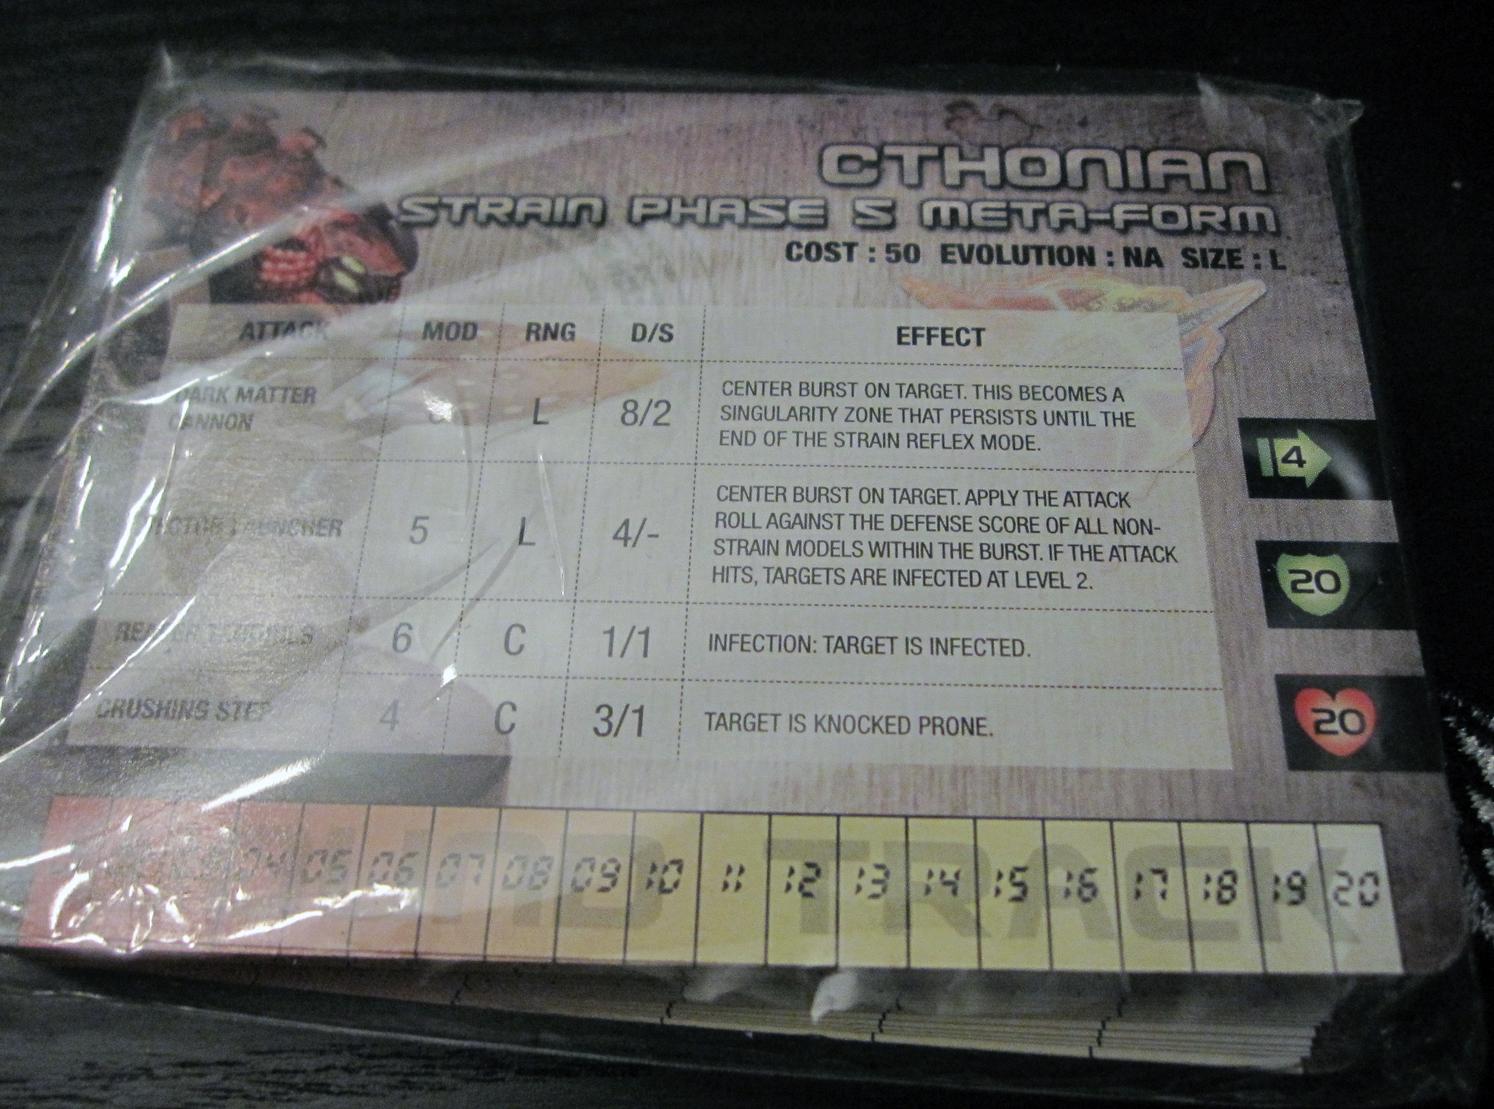 CTHONIAN
STRAIN PHASE 5 META-FORM
COST : 50 EVOLUTION : NA SIZE : L
ATTACK MOD RNG D/S EFFECT
DARK MATTER
CANNON
L 8/2
CENTER BURST ON TARGET. THIS BECOMES A
SINGULARITY ZONE THAT PERSISTS UNTIL THE
END OF THE STRAIN REFLEX MODE.
4
LAUNCHER 5 L 4/-
CENTER BURST ON TARGET. APPLY THE ATTACK
ROLL AGAINST THE DEFENSE SCORE OF ALL NON-
STRAIN MODELS WITHIN THE BURST. IF THE ATTACK
HITS, TARGETS ARE INFECTED AT LEVEL 2.
20
6 C 1/1 INFECTION: TARGET IS INFECTED.
CRUSHING STEP 4 C 3/1 TARGET IS KNOCKED PRONE.
20
04 05 06 07 08 09 10 11 12 13 14 15 16 17 18 19 20
TRACK